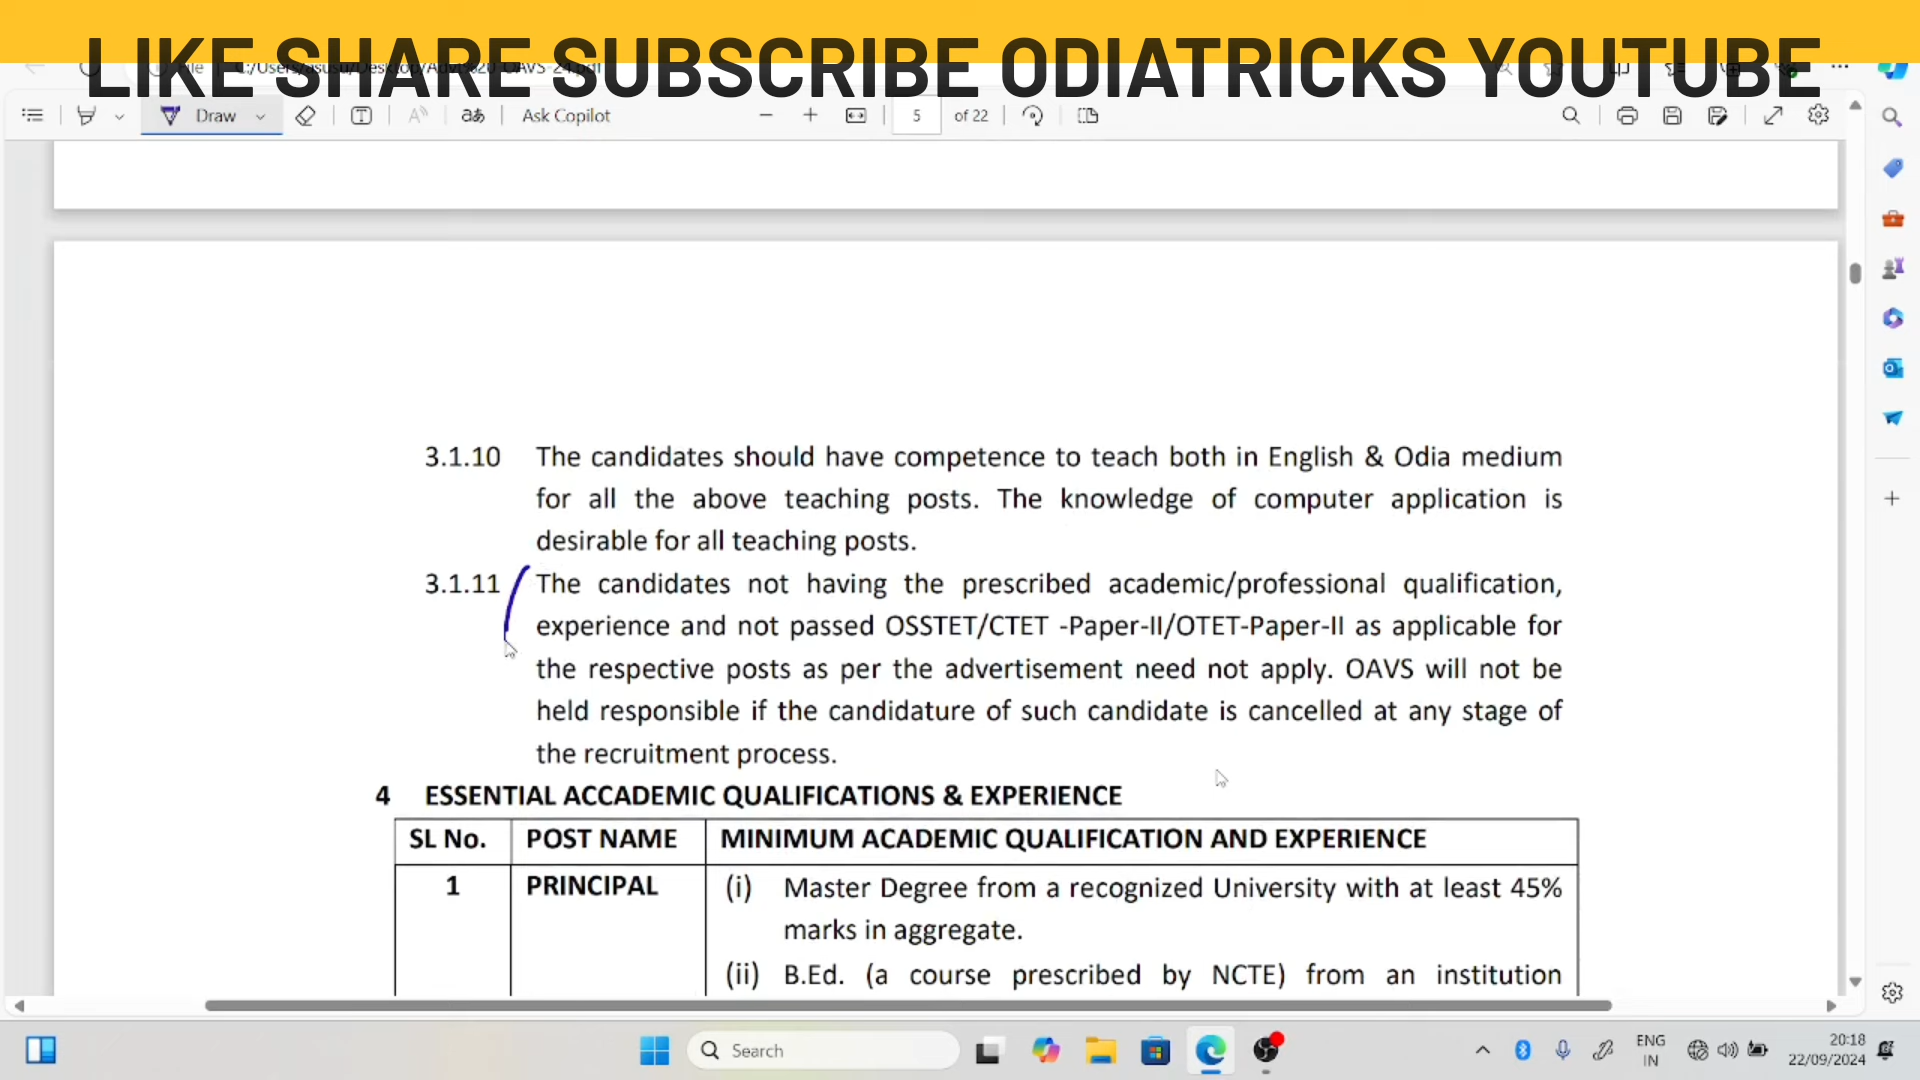 LIKE SHARE SUBSCRIBE ODIATRICKS YOUTUBE
Draw
Ask Copilot
5 of 22
3.1.10 The candidates should have competence to teach both in English & Odia medium
for all the above teaching posts. The knowledge of computer application is
desirable for all teaching posts.
3.1.11 The candidates not having the prescribed academic/professional qualification,
experience and not passed OSSTET/CTET -Paper-II/OTET-Paper-II as applicable for
the respective posts as per the advertisement need not apply. OAVS will not be
held responsible if the candidature of such candidate is cancelled at any stage of
the recruitment process.
4 ESSENTIAL ACCADEMIC QUALIFICATIONS & EXPERIENCE
SL No. POST NAME MINIMUM ACADEMIC QUALIFICATION AND EXPERIENCE
1 PRINCIPAL (i) Master Degree from a recognized University with at least 45%
marks in aggregate.
(ii) B.Ed. (a course prescribed by NCTE) from an institution
Search
ENG
IN
20:18
22/09/2024